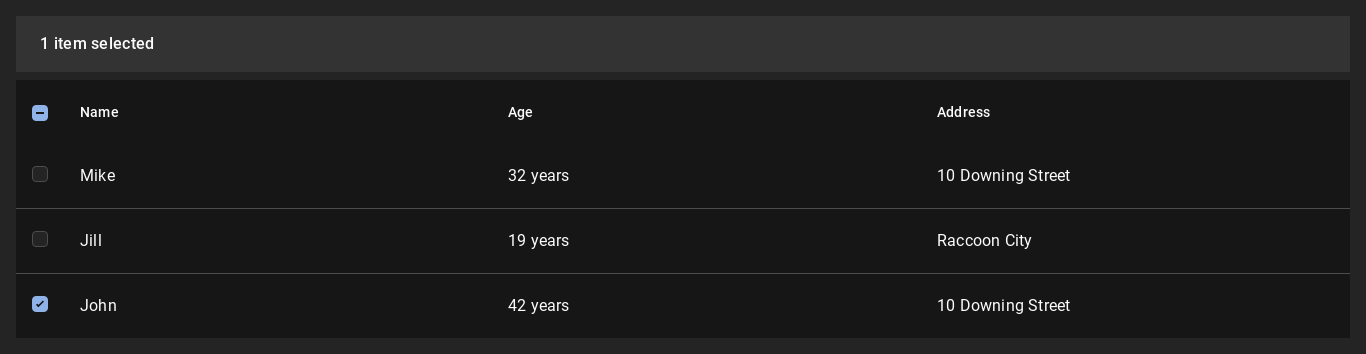 1 item selected
Name Age Address
Mike 32 years 10 Downing Street
Jill 19 years Raccoon City
John 42 years 10 Downing Street